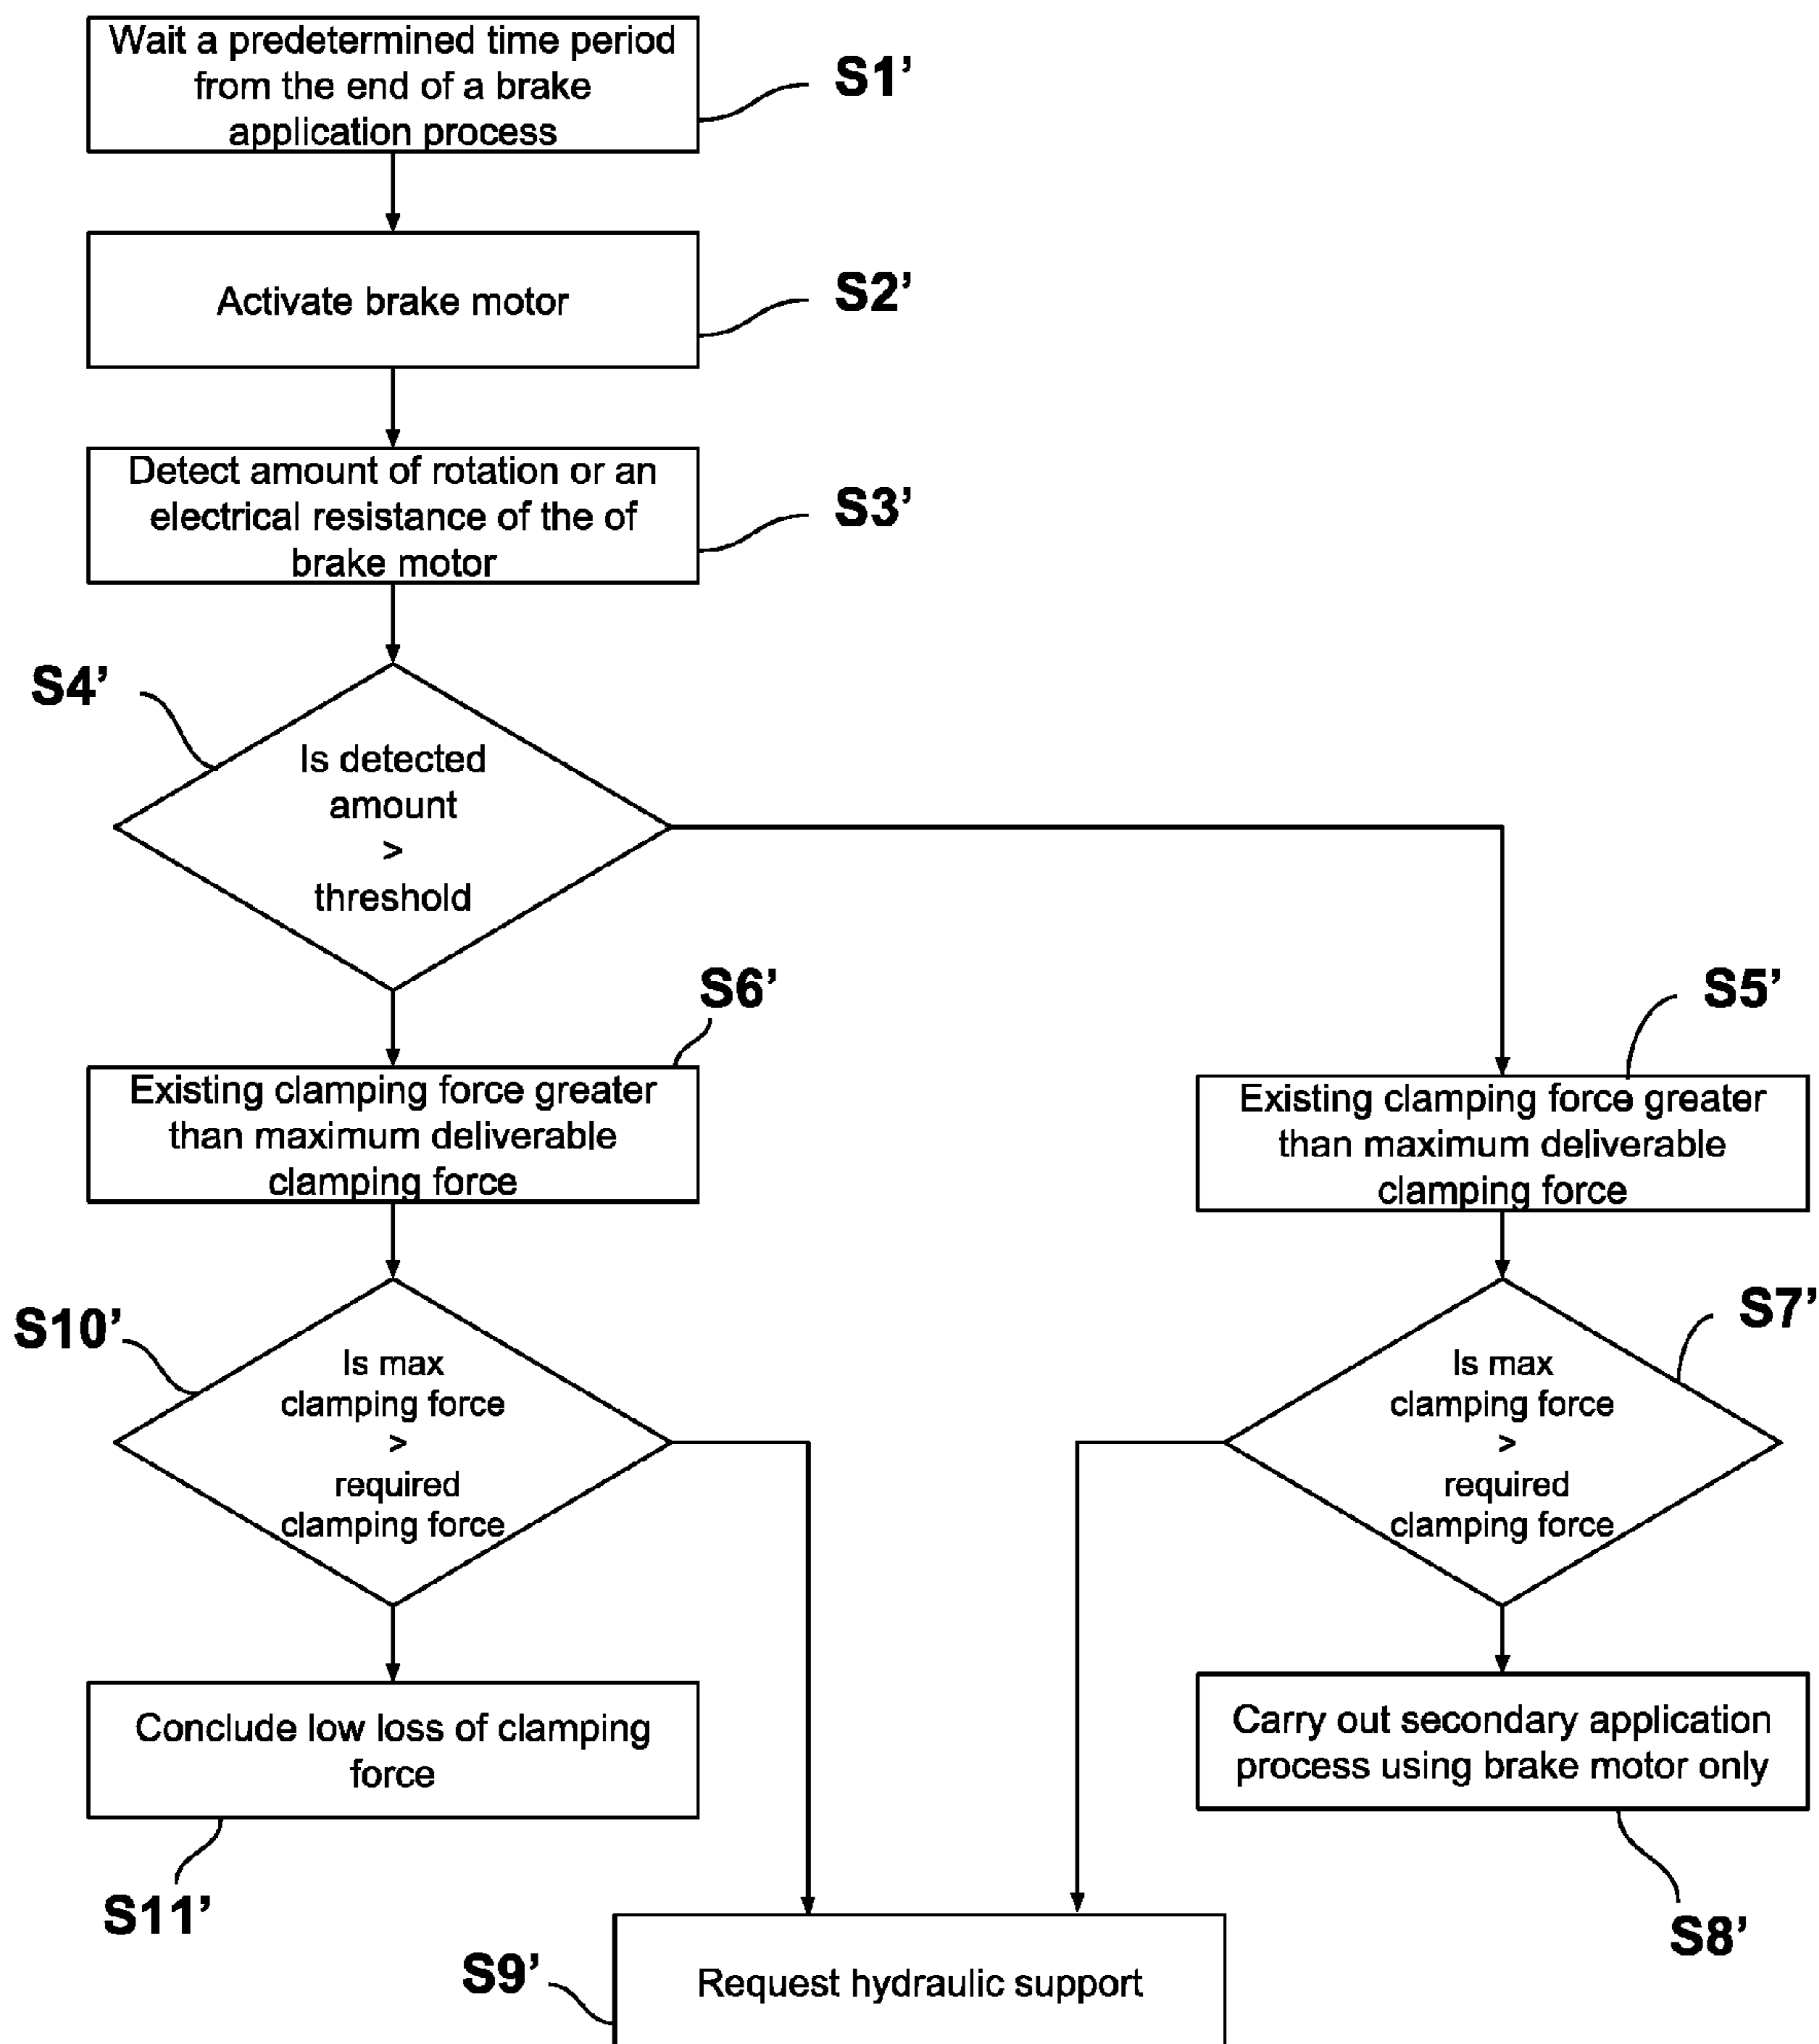 Wait a predetermined time period
from the end of a brake
application process
S1’
Activate brake motor
S2’
Detect amount of rotation or an
electrical resistance of the of
brake motor
S3’
S4’
Is detected
amount
>
threshold
S6’
Existing clamping force greater
than maximum deliverable
clamping force
S5’
Existing clamping force greater
than maximum deliverable
clamping force
S10’
Is max
clamping force
>
required
clamping force
S7’
Is max
clamping force
>
required
clamping force
Conclude low loss of clamping
force
S11’
Carry out secondary application
process using brake motor only
S8’
S9’
Request hydraulic support